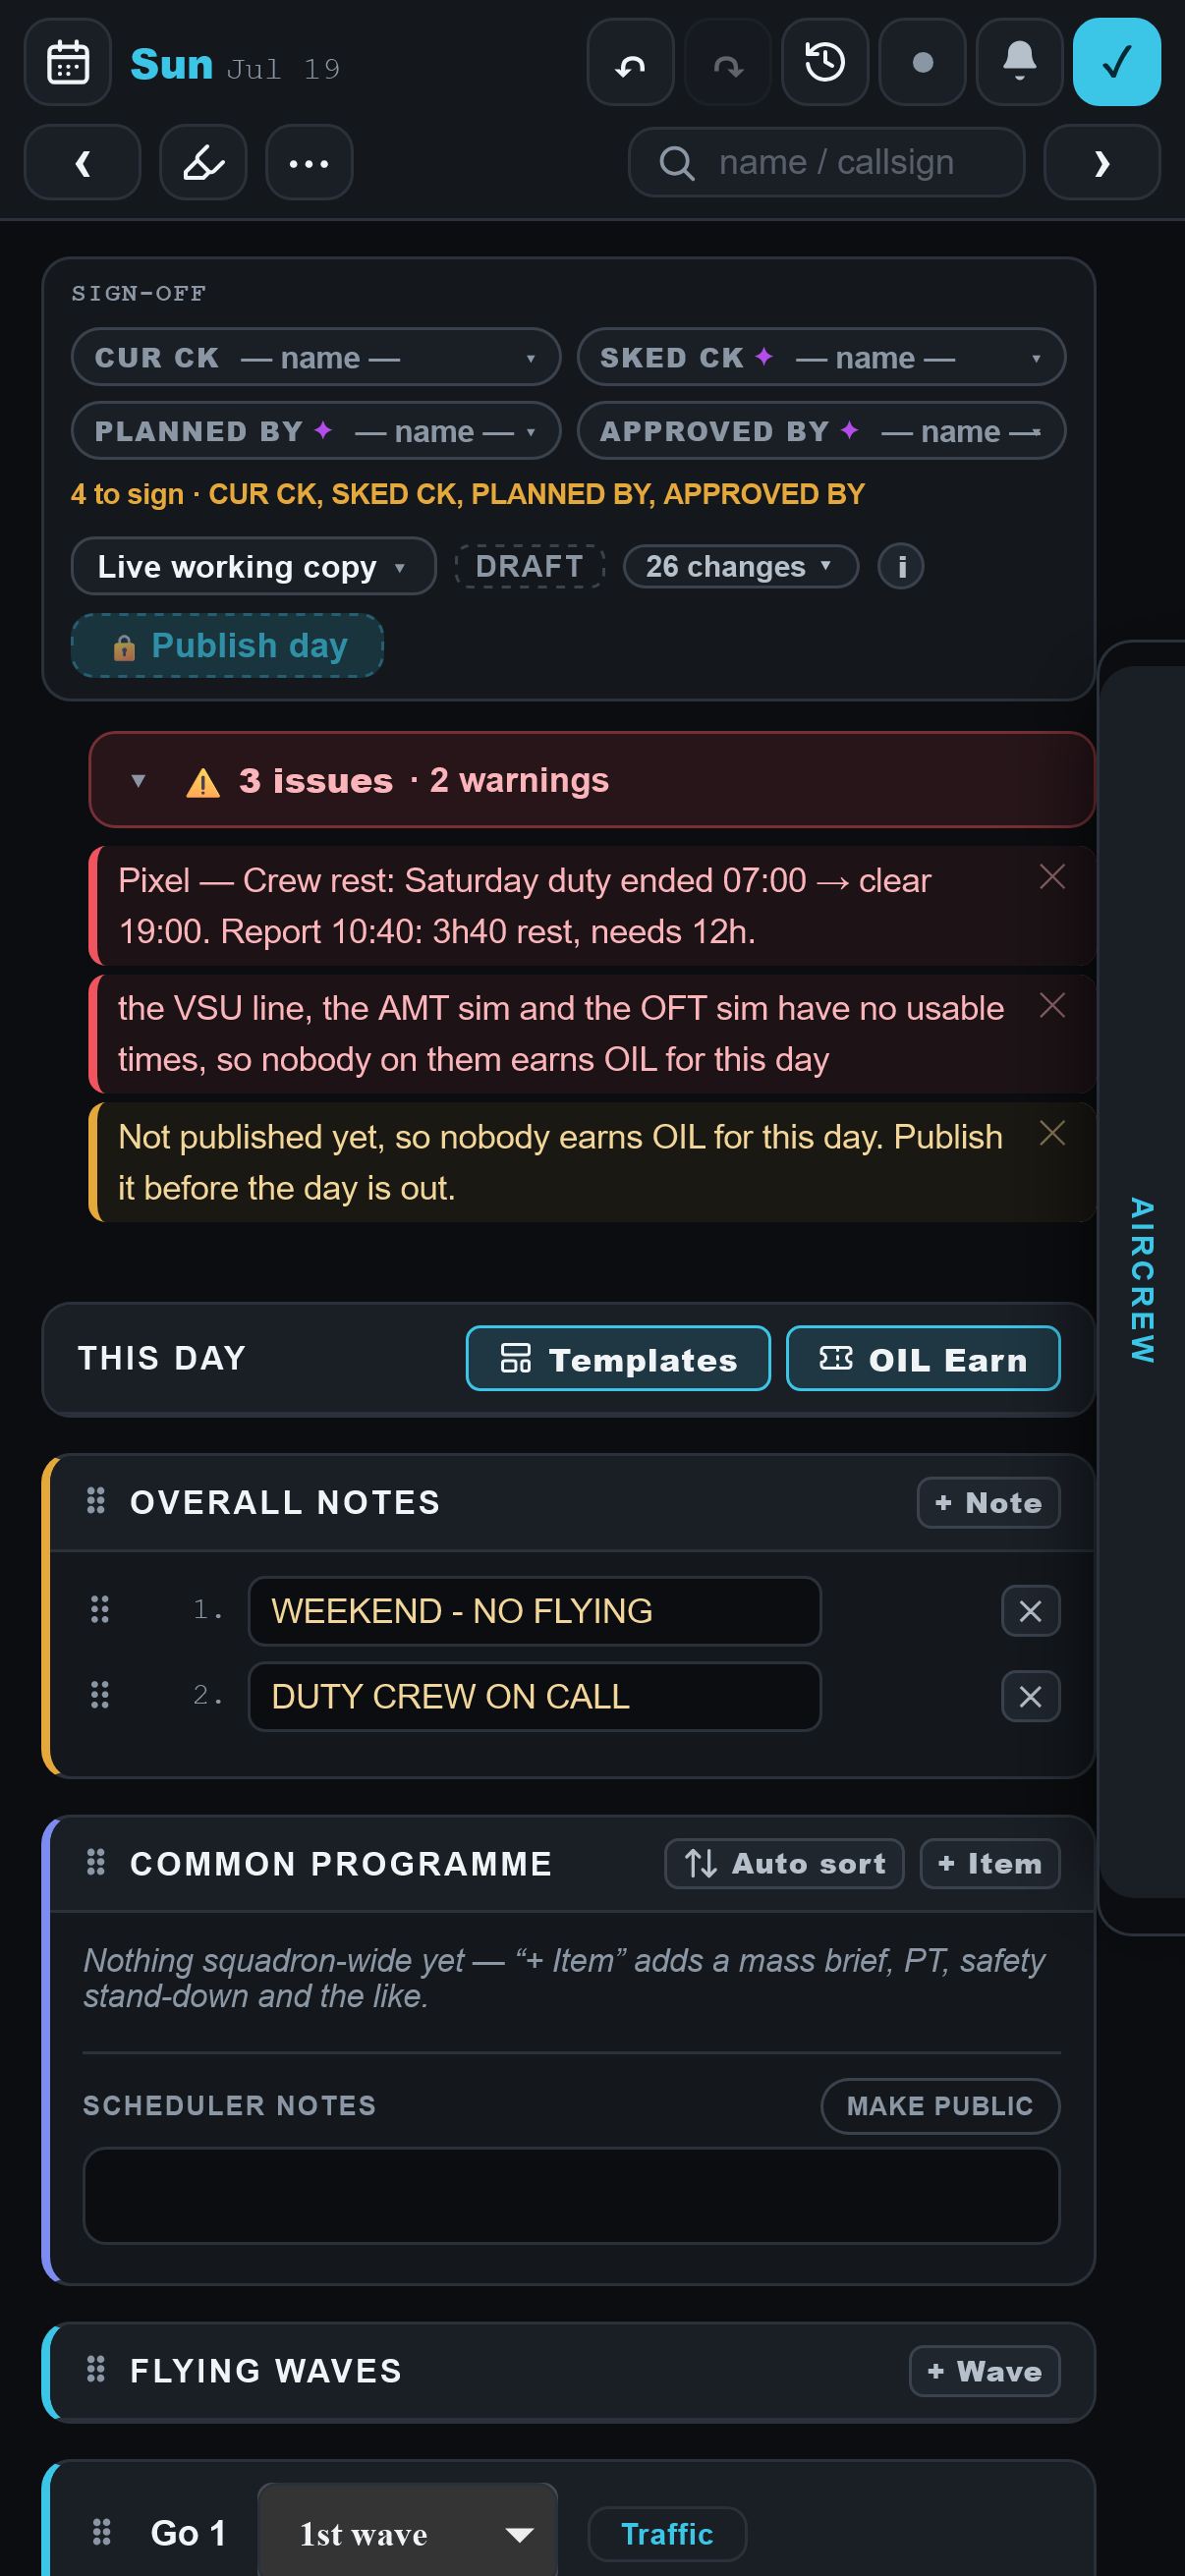 Sun Jul 19
name / callsign
SIGN-OFF
CUR CK — name —
SKED CK ✦ — name —
PLANNED BY ✦ — name —
APPROVED BY ✦ — name —
4 to sign · CUR CK, SKED CK, PLANNED BY, APPROVED BY
Live working copy
DRAFT
26 changes
i
Publish day
3 issues · 2 warnings
Pixel — Crew rest: Saturday duty ended 07:00 → clear
19:00. Report 10:40: 3h40 rest, needs 12h.
the VSU line, the AMT sim and the OFT sim have no usable
times, so nobody on them earns OIL for this day
Not published yet, so nobody earns OIL for this day. Publish
it before the day is out.
AIRCREW
THIS DAY
Templates
OIL Earn
OVERALL NOTES
+ Note
1. WEEKEND - NO FLYING
2. DUTY CREW ON CALL
COMMON PROGRAMME
Auto sort
+ Item
Nothing squadron-wide yet — “+ Item” adds a mass brief, PT, safety
stand-down and the like.
SCHEDULER NOTES
MAKE PUBLIC
FLYING WAVES
+ Wave
Go 1
1st wave
Traffic